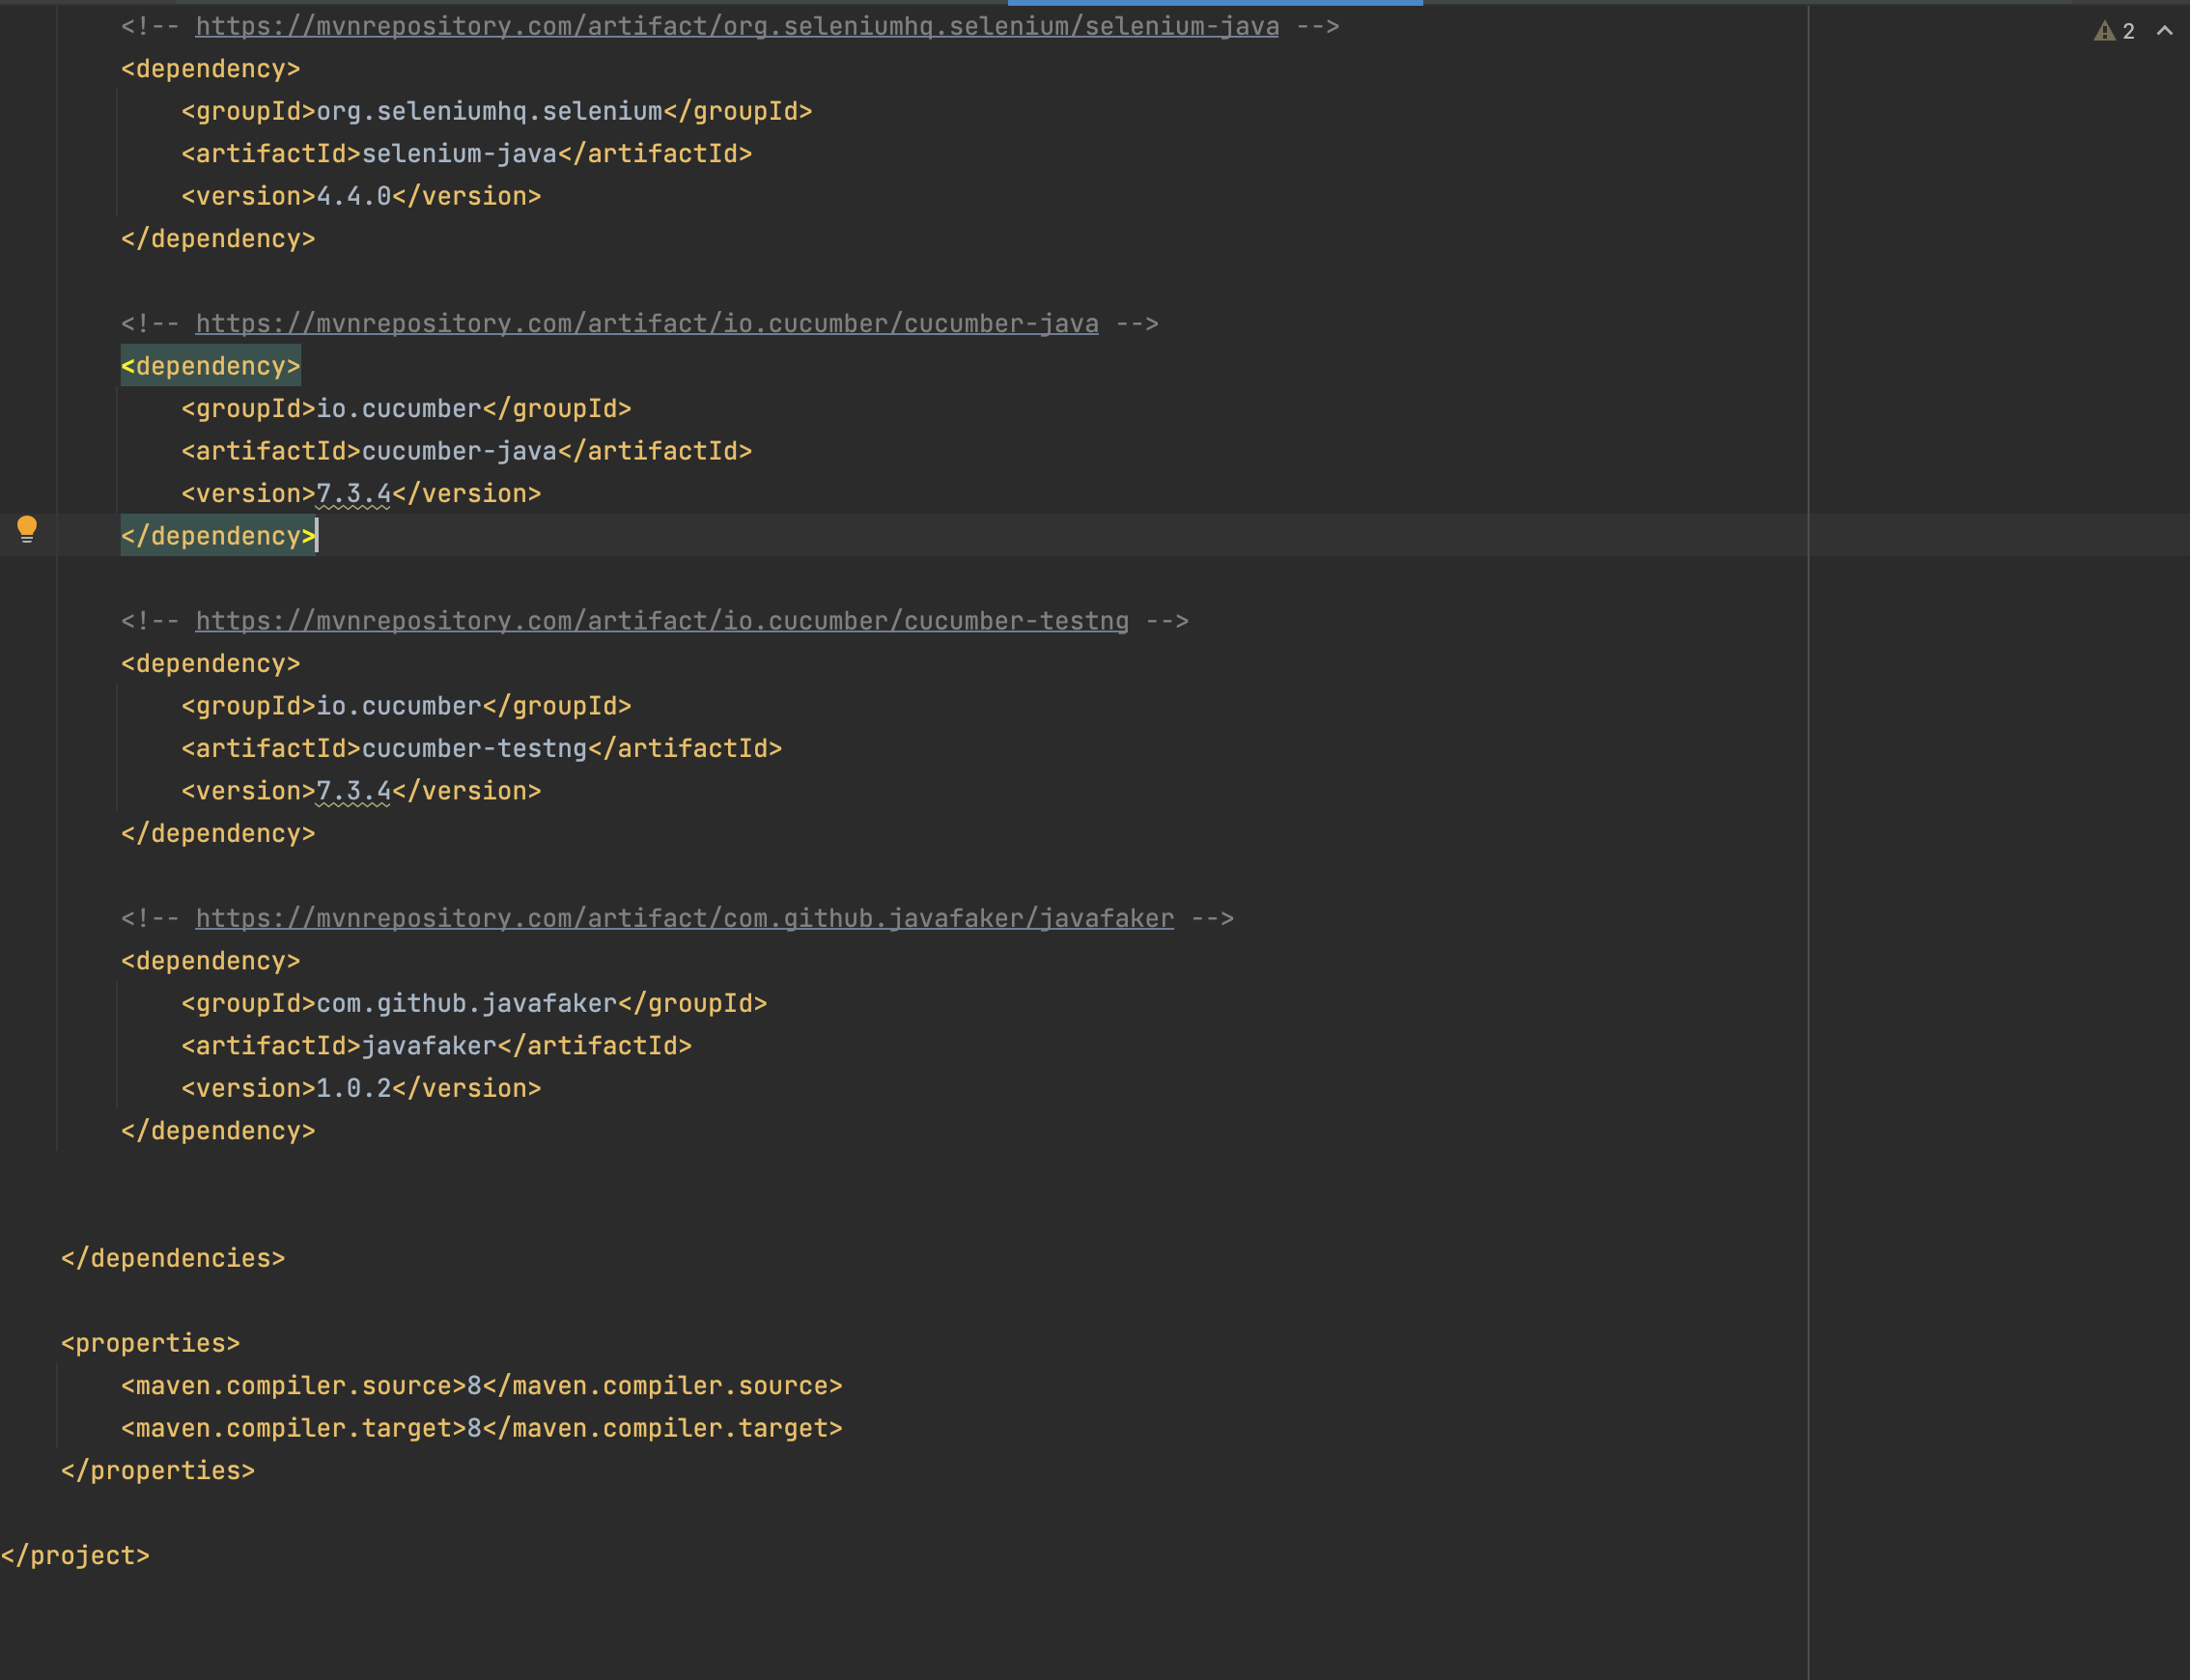 <!-- https://mvnrepository.com/artifact/org.seleniumhq.selenium/selenium-java -->
2
<dependency>
<groupId>org.seleniumhq.selenium</groupId>
<artifactId>selenium-java</artifactId>
<version>4.4.0</version>
</dependency>
<!-- https://mvnrepository.com/artifact/io.cucumber/cucumber-java -->
<dependency>
<groupId>io.cucumber</groupId>
<artifactId>cucumber-java</artifactId>
<version>7.3.4</version>
</dependency>
<!-- https://mvnrepository.com/artifact/io.cucumber/cucumber-testng -->
<dependency>
<groupId>io.cucumber</groupId>
<artifactId>cucumber-testng</artifactId>
<version>7.3.4</version>
</dependency>
<!-- https://mvnrepository.com/artifact/com.github.javafaker/javafaker -->
<dependency>
<groupId>com.github.javafaker</groupId>
<artifactId>javafaker</artifactId>
<version>1.0.2</version>
</dependency>
</dependencies>
<properties>
<maven.compiler.source>8</maven.compiler.source>
<maven.compiler.target>8</maven.compiler.target>
</properties>
</project>